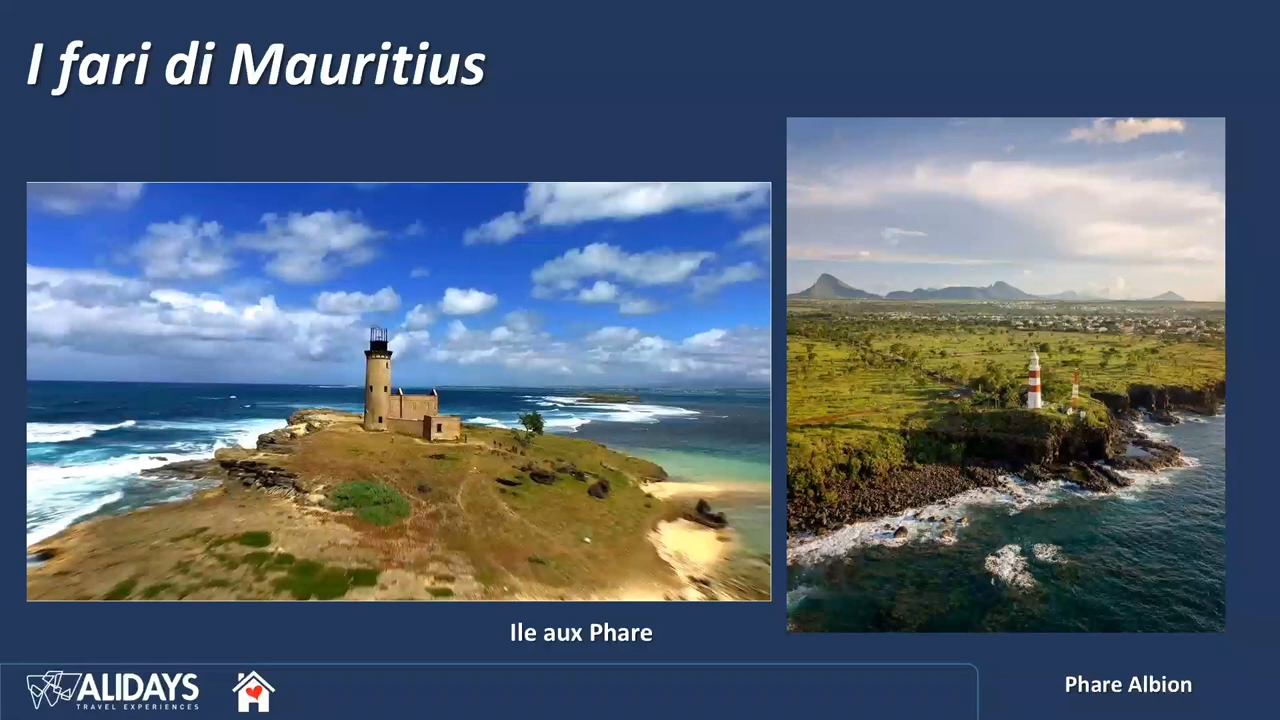 I fari di Mauritius
Ile aux Phare
Phare Albion
ALIDAYS
TRAVEL EXPERIENCES